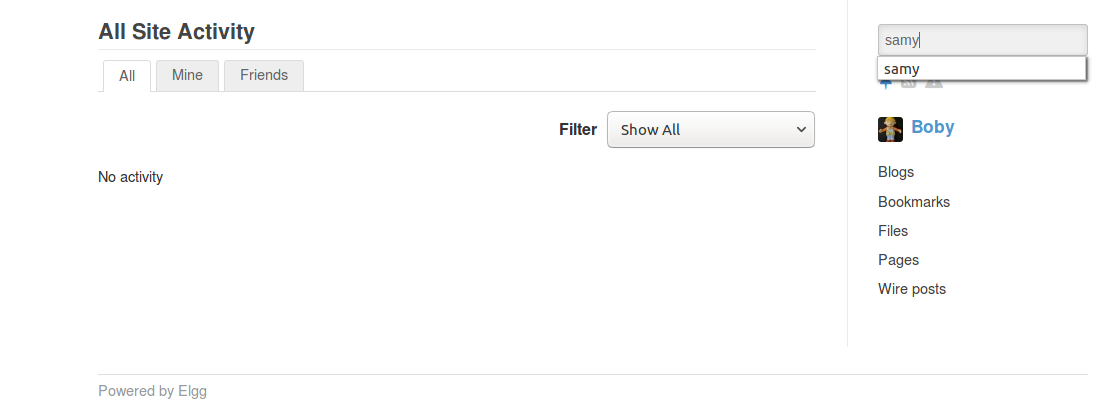 All Site Activity
All Mine Friends
Filter Show All
No activity
samy
samy
Boby
Blogs
Bookmarks
Files
Pages
Wire posts
Powered by Elgg